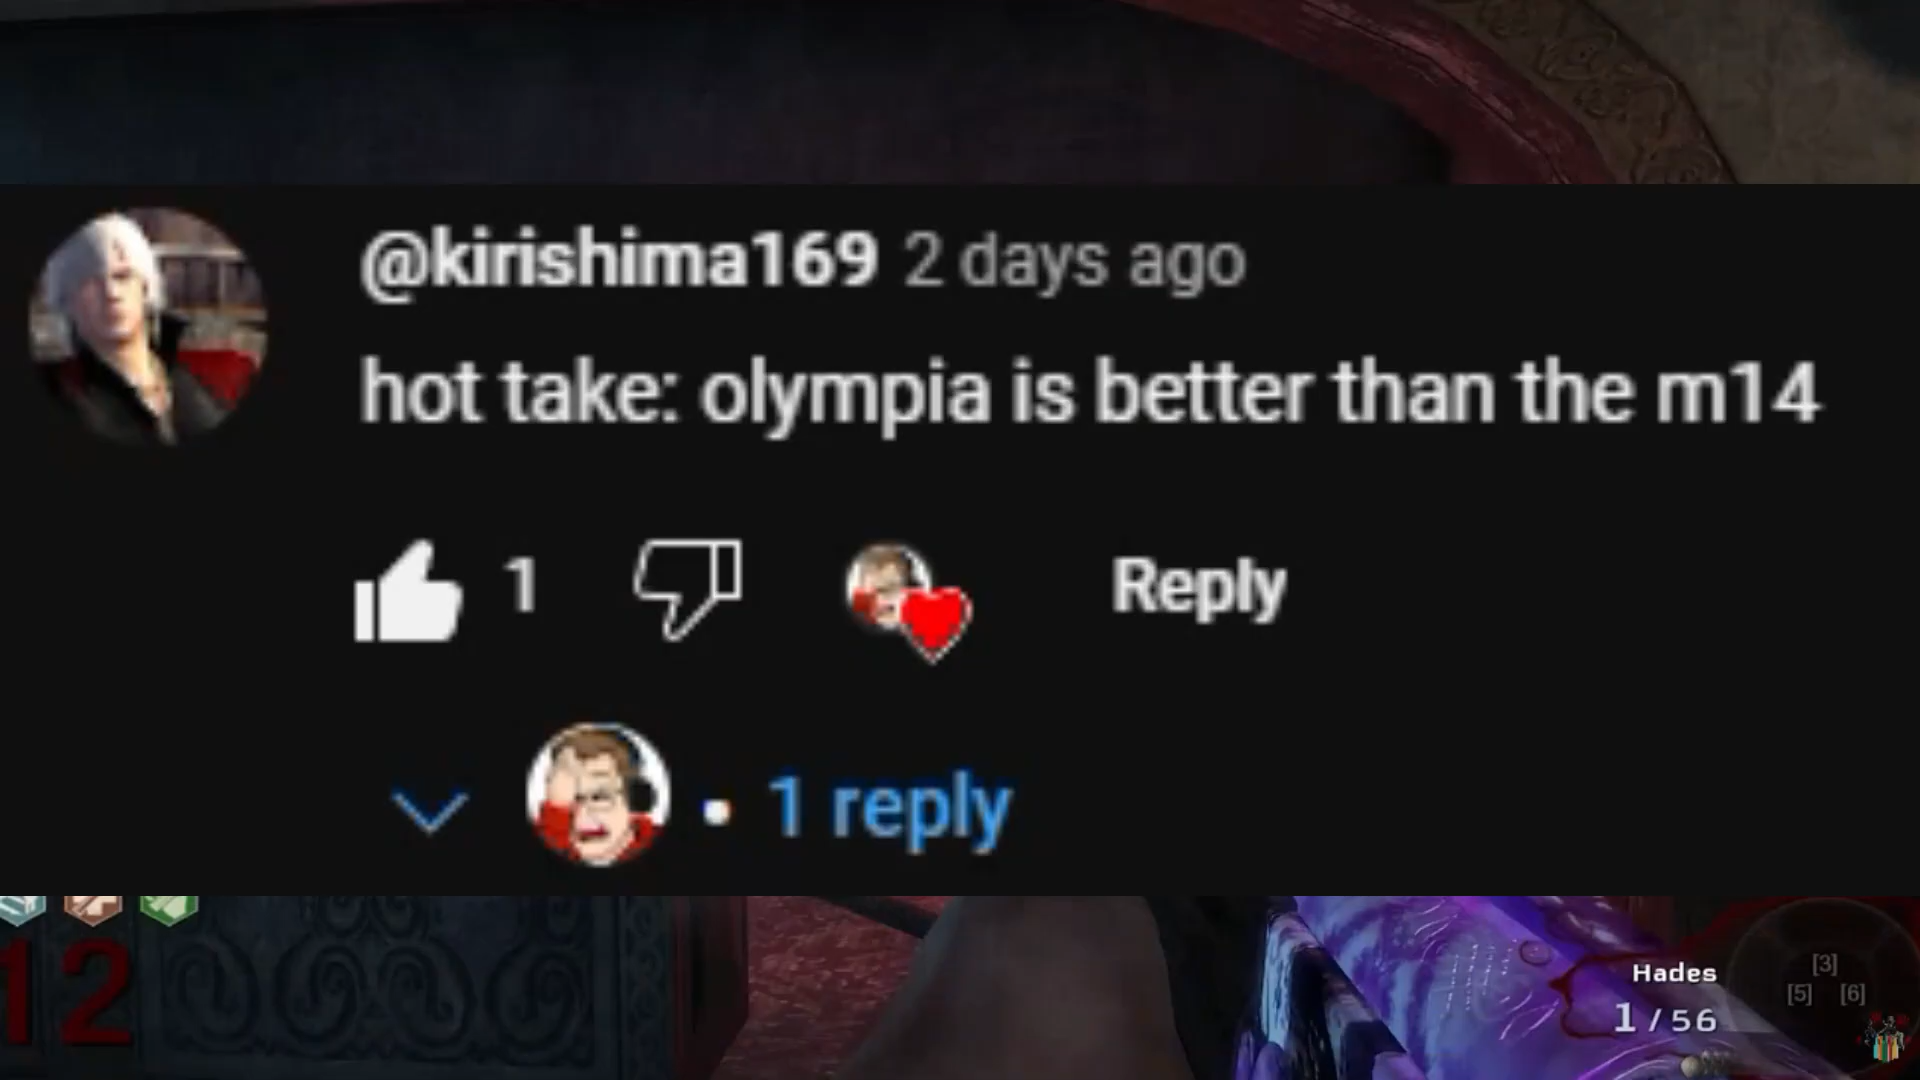 @kirishima169 2 days ago
hot take: olympia is better than the m14
1
Reply
1 reply
12
Hades
1/56
[3]
[5] [6]